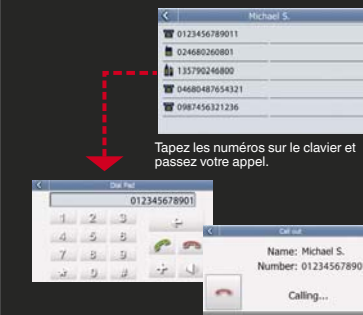 Michael S.
0123456789011
024680260801
135790246800
04680487654321
0987456321236
Tapez les numéros sur le clavier et
passez votre appel.
Dial Pad
012345678901
1 2 3
4 5 6
7 8 9
0 #
Call out
Name: Michael S.
Number: 01234567890
Calling...